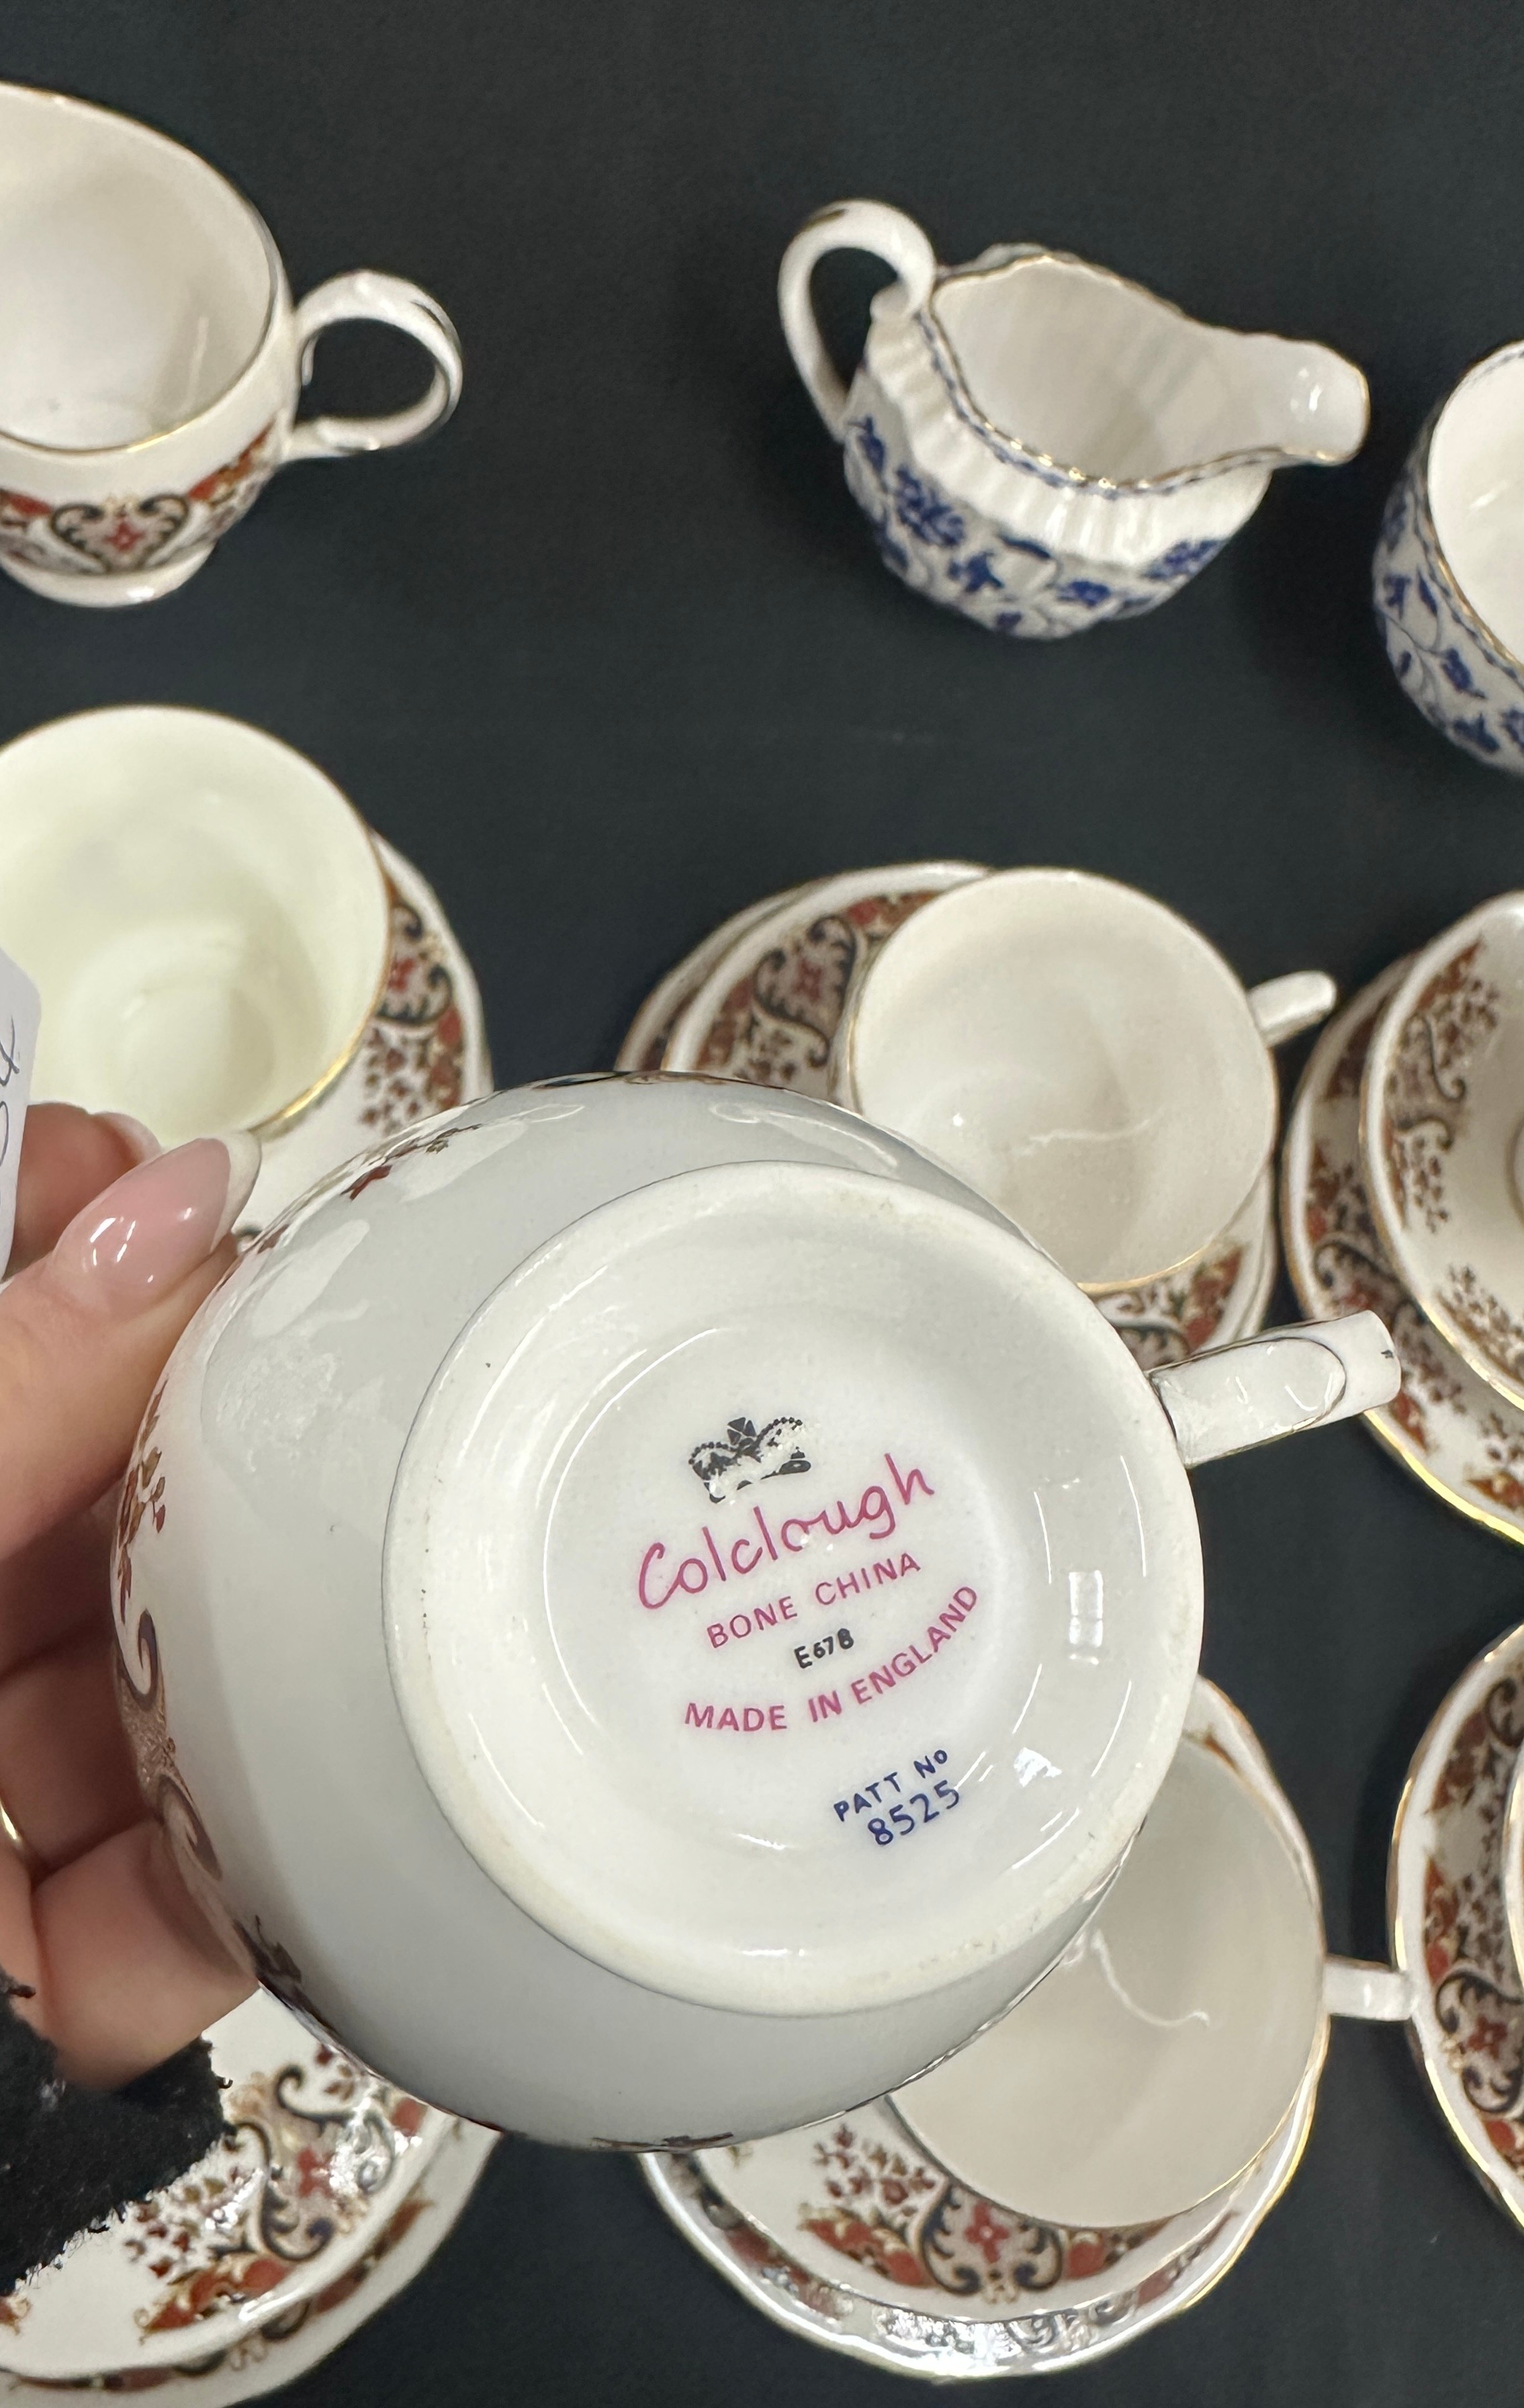 Colclough
BONE CHINA
E678
MADE IN ENGLAND
PATT No
8525